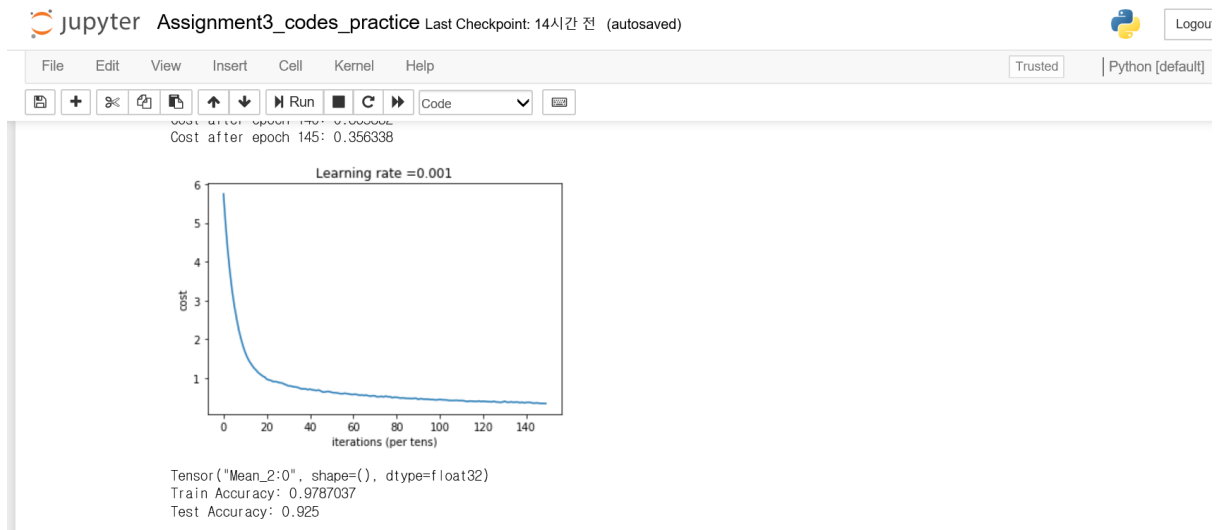 jupyter Assignment3_codes_practice Last Checkpoint: 14시간 전 (autosaved)
Logou
File Edit View Insert Cell Kernel Help
Trusted
Python [default]
Run
Code
Cost after epoch 145: 0.356338
Learning rate =0.001
6
5
4
3
2
1
cost
0 20 40 60 80 100 120 140
iterations (per tens)
Tensor("Mean_2:0", shape=(), dtype=float32)
Train Accuracy: 0.9787037
Test Accuracy: 0.925